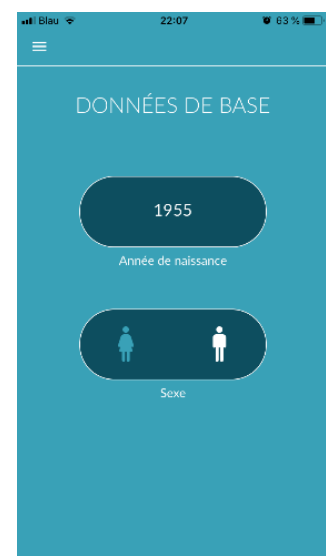 Blau 22:07 63 %
DONNÉES DE BASE
1955
Année de naissance
Sexe